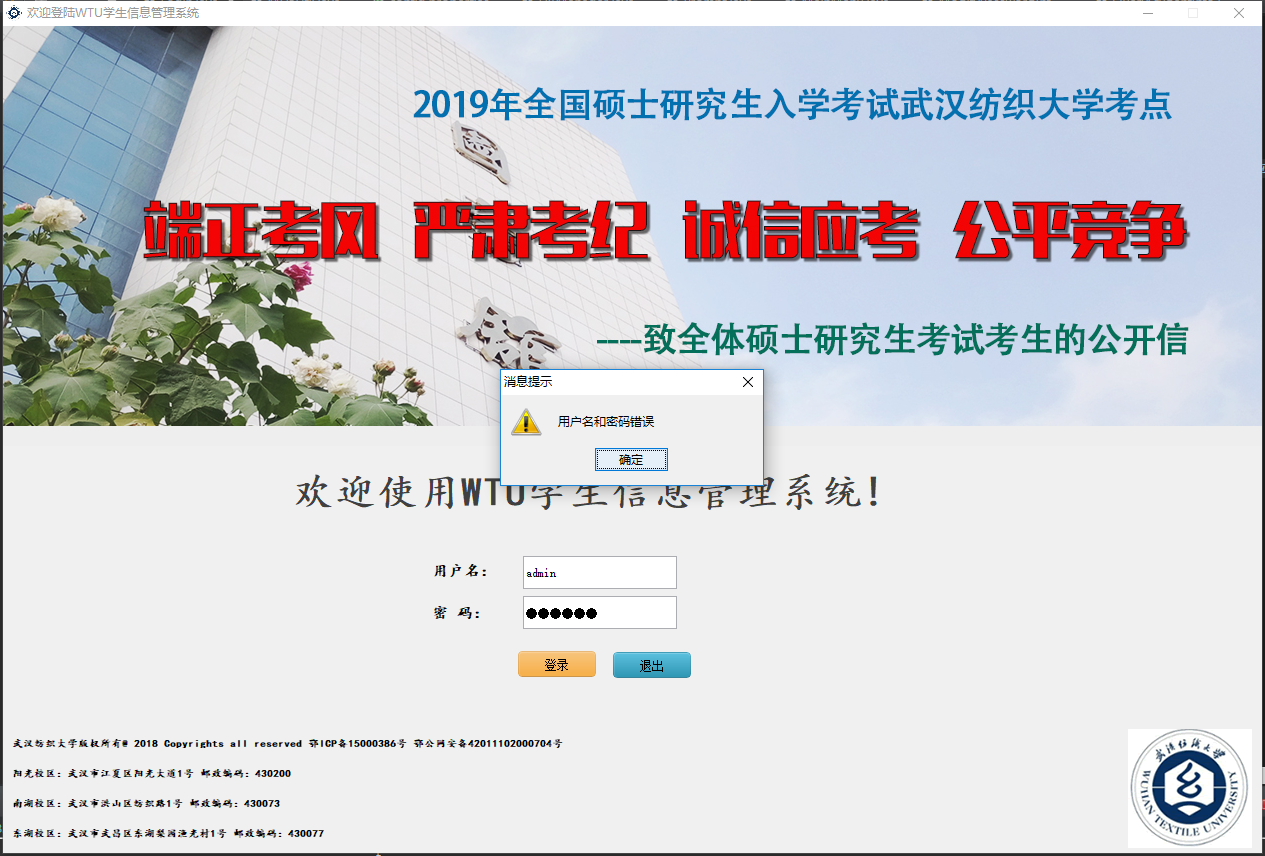 欢迎登陆WTU学生信息管理系统
2019年全国硕士研究生入学考试武汉纺织大学考点
端正考风 严肃考纪 诚信应考 公平竞争
----致全体硕士研究生考试考生的公开信
消息提示
用户名和密码错误
确定
欢迎使用WTU学生信息管理系统!
用户名: admin
密 码: ●●●●●●
登录 退出
武汉纺织大学版权所有@ 2018 Copyrights all reserved 鄂ICP备15000386号 鄂公网安备42011102000704号
阳光校区: 武汉市江夏区阳光大道1号 邮政编码: 430200
南湖校区: 武汉市洪山区纺织路1号 邮政编码: 430073
东湖校区: 武汉市武昌区东湖梨园渔光村1号 邮政编码: 430077
武汉纺织大学
WUHAN TEXTILE UNIVERSITY